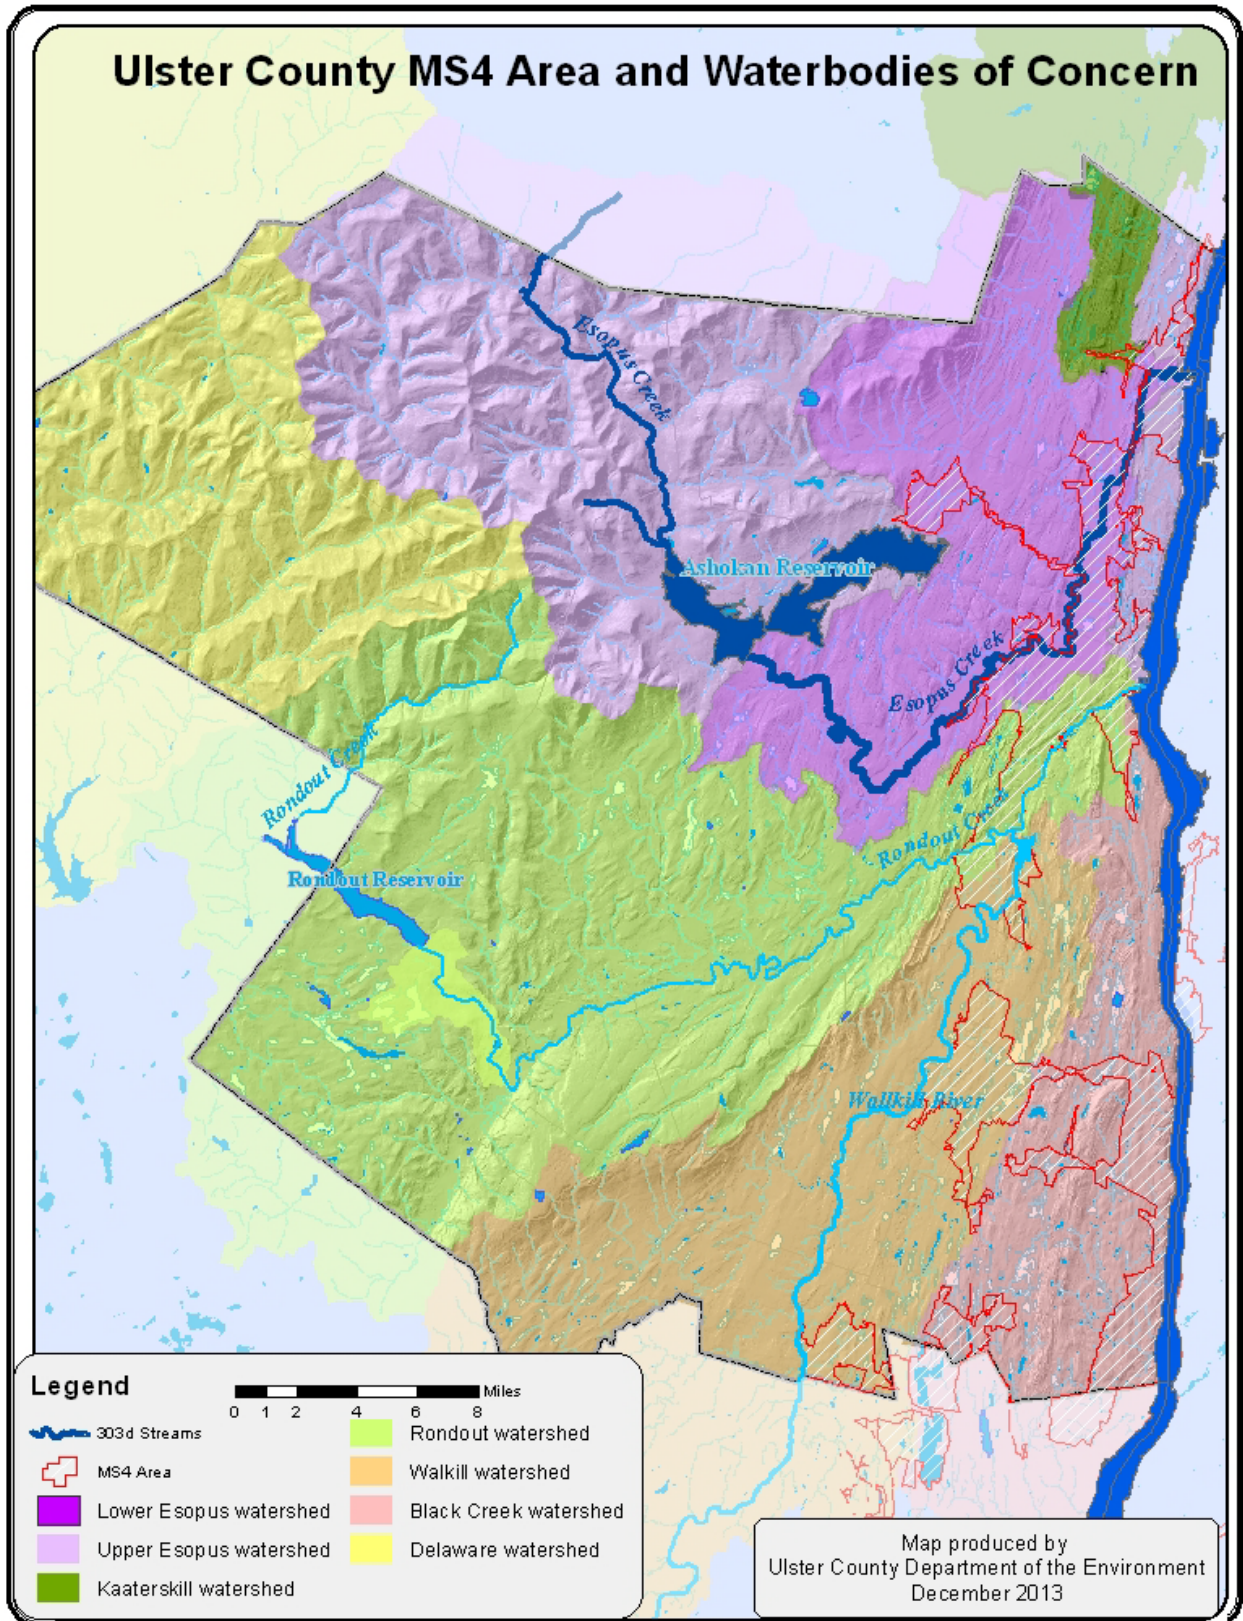 Ulster County MS4 Area and Waterbodies of Concern
Esopus Creek
Ashokan Reservoir
Esopus Creek
Rondout Creek
Rondout Creek
Rondout Reservoir
Wallkill River
Legend
Miles
0 1 2 4 6 8
303d Streams
MS4 Area
Lower Esopus watershed
Upper Esopus watershed
Kaaterskill watershed
Rondout watershed
Walkill watershed
Black Creek watershed
Delaware watershed
Map produced by
Ulster County Department of the Environment
December 2013